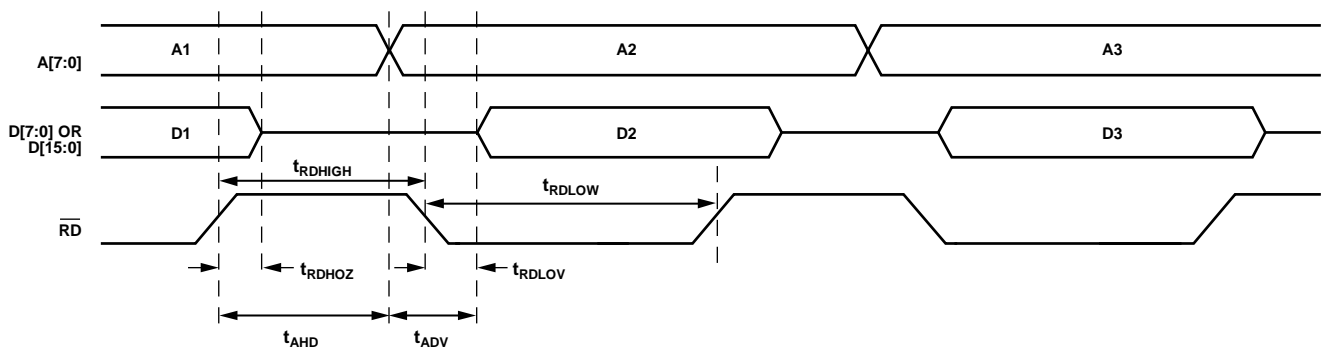 A[7:0]
A1
A2
A3
D[7:0] OR
D[15:0]
D1
D2
D3
tRDHIGH
tRDLOW
RD
tRDHOZ
tRDLOV
tAHD
tADV